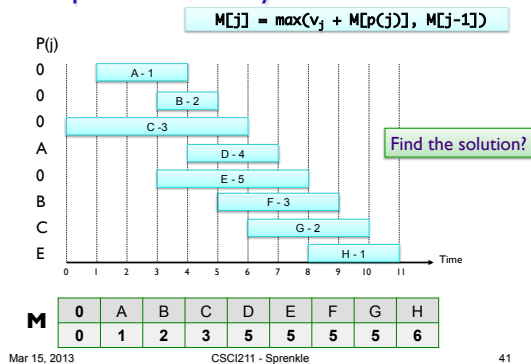 M[j] = max(vj + M[p(j)], M[j-1])
P(j)
0 A - 1
0 B - 2
0 C -3
A D - 4
Find the solution?
0 E - 5
B F - 3
C G - 2
E H - 1
Time
0 1 2 3 4 5 6 7 8 9 10 11
M 0 A B C D E F G H
0 1 2 3 5 5 5 5 6
Mar 15, 2013 CSCI211 - Sprenkle 41